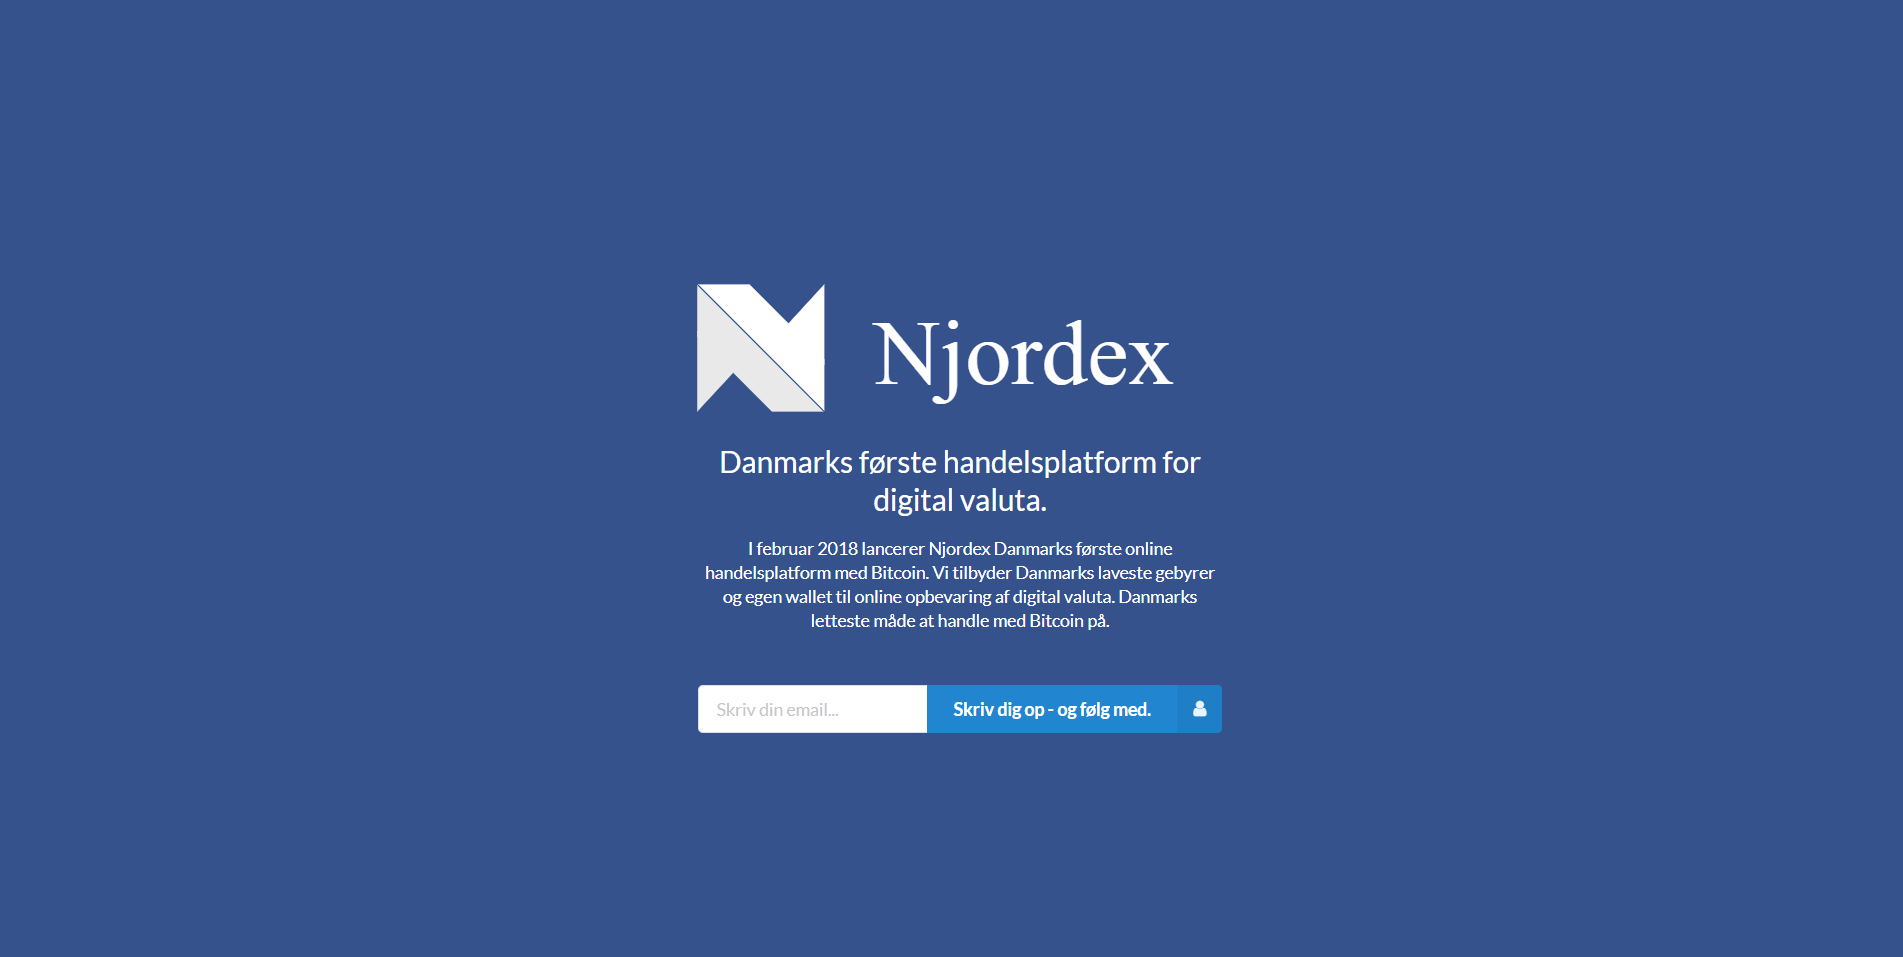 Njordex
Danmarks første handelsplatform for
digital valuta.
I februar 2018 lancerer Njordex Danmarks første online
handelsplatform med Bitcoin. Vi tilbyder Danmarks laveste gebyrer
og egen wallet til online opbevaring af digital valuta. Danmarks
letteste måde at handle med Bitcoin på.
Skriv din email...
Skriv dig op - og følg med.